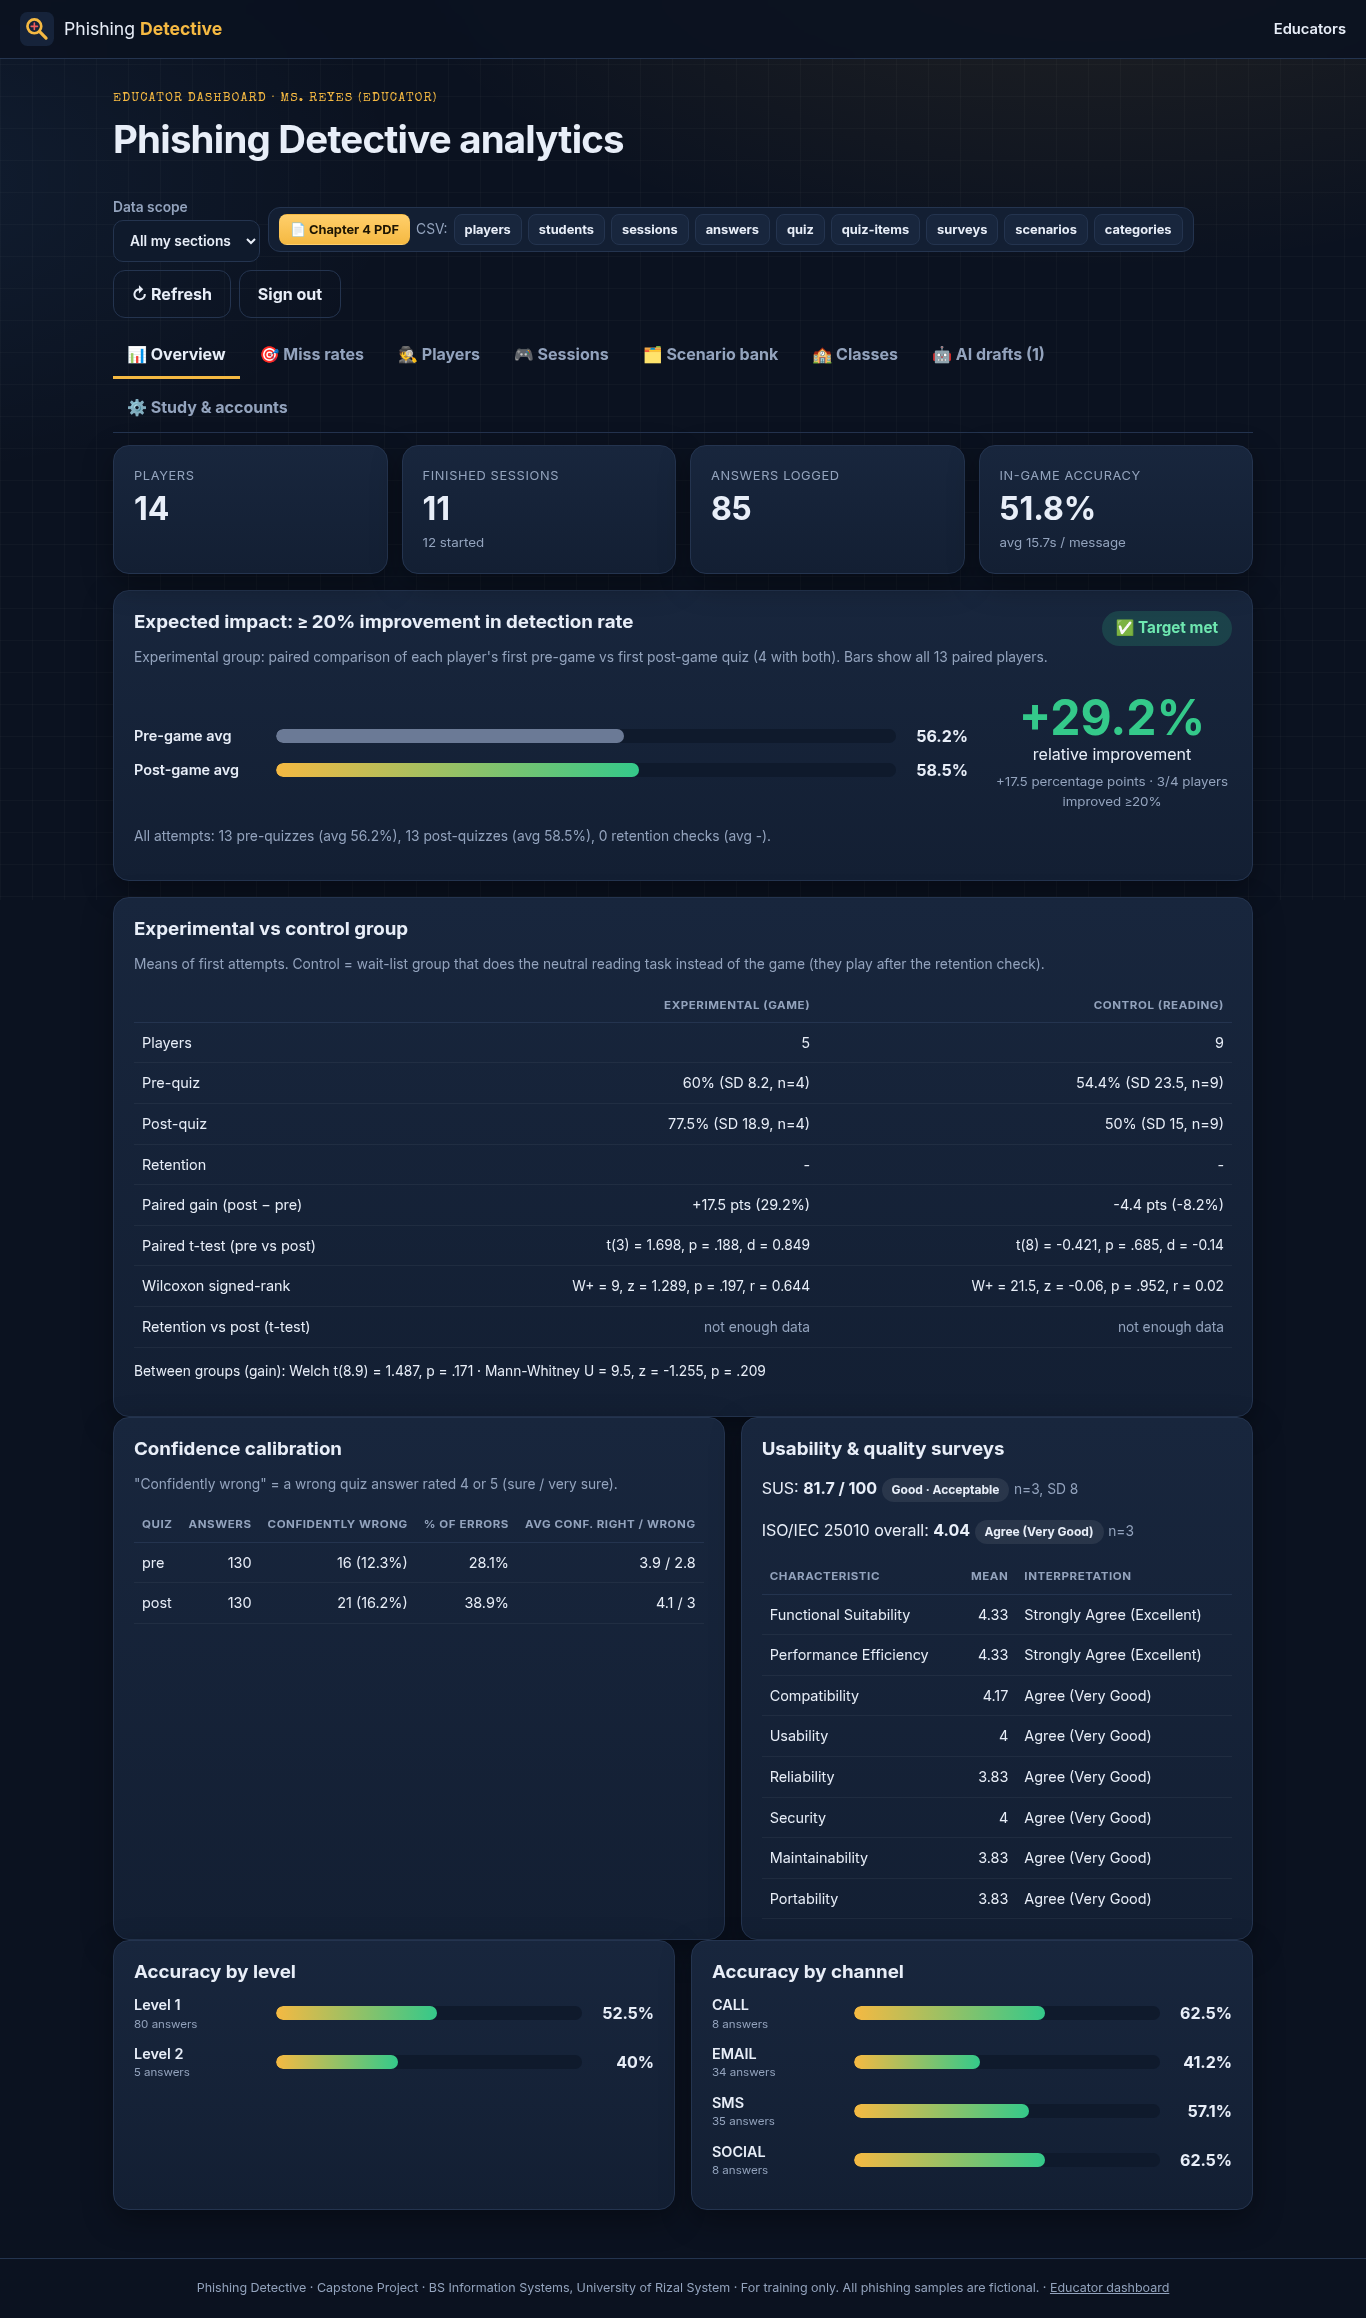 Phishing Detective
Educators
EDUCATOR DASHBOARD · MS. REYES (EDUCATOR)
Phishing Detective analytics
Data scope
All my sections
📄 Chapter 4 PDF CSV: players students sessions answers quiz quiz-items surveys scenarios categories
↻ Refresh Sign out
📊 Overview 🎯 Miss rates 🕵️ Players 🎮 Sessions 🗂️ Scenario bank 🏫 Classes 🤖 AI drafts (1)
⚙️ Study & accounts
PLAYERS
14
FINISHED SESSIONS
11
12 started
ANSWERS LOGGED
85
IN-GAME ACCURACY
51.8%
avg 15.7s / message
Expected impact: ≥ 20% improvement in detection rate
✅ Target met
Experimental group: paired comparison of each player's first pre-game vs first post-game quiz (4 with both). Bars show all 13 paired players.
Pre-game avg 56.2%
Post-game avg 58.5%
+29.2%
relative improvement
+17.5 percentage points · 3/4 players
improved ≥20%
All attempts: 13 pre-quizzes (avg 56.2%), 13 post-quizzes (avg 58.5%), 0 retention checks (avg -).
Experimental vs control group
Means of first attempts. Control = wait-list group that does the neutral reading task instead of the game (they play after the retention check).
EXPERIMENTAL (GAME) CONTROL (READING)
Players 5 9
Pre-quiz 60% (SD 8.2, n=4) 54.4% (SD 23.5, n=9)
Post-quiz 77.5% (SD 18.9, n=4) 50% (SD 15, n=9)
Retention - -
Paired gain (post − pre) +17.5 pts (29.2%) -4.4 pts (-8.2%)
Paired t-test (pre vs post) t(3) = 1.698, p = .188, d = 0.849 t(8) = -0.421, p = .685, d = -0.14
Wilcoxon signed-rank W+ = 9, z = 1.289, p = .197, r = 0.644 W+ = 21.5, z = -0.06, p = .952, r = 0.02
Retention vs post (t-test) not enough data not enough data
Between groups (gain): Welch t(8.9) = 1.487, p = .171 · Mann-Whitney U = 9.5, z = -1.255, p = .209
Confidence calibration
"Confidently wrong" = a wrong quiz answer rated 4 or 5 (sure / very sure).
QUIZ ANSWERS CONFIDENTLY WRONG % OF ERRORS AVG CONF. RIGHT / WRONG
pre 130 16 (12.3%) 28.1% 3.9 / 2.8
post 130 21 (16.2%) 38.9% 4.1 / 3
Usability & quality surveys
SUS: 81.7 / 100 Good · Acceptable n=3, SD 8
ISO/IEC 25010 overall: 4.04 Agree (Very Good) n=3
CHARACTERISTIC MEAN INTERPRETATION
Functional Suitability 4.33 Strongly Agree (Excellent)
Performance Efficiency 4.33 Strongly Agree (Excellent)
Compatibility 4.17 Agree (Very Good)
Usability 4 Agree (Very Good)
Reliability 3.83 Agree (Very Good)
Security 4 Agree (Very Good)
Maintainability 3.83 Agree (Very Good)
Portability 3.83 Agree (Very Good)
Accuracy by level
Level 1 52.5%
80 answers
Level 2 40%
5 answers
Accuracy by channel
CALL 62.5%
8 answers
EMAIL 41.2%
34 answers
SMS 57.1%
35 answers
SOCIAL 62.5%
8 answers
Phishing Detective · Capstone Project · BS Information Systems, University of Rizal System · For training only. All phishing samples are fictional. · Educator dashboard